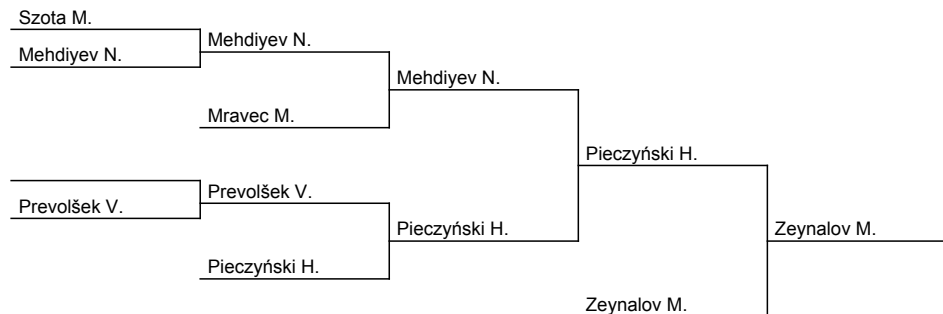 Szota M.
Mehdiyev N.
Mehdiyev N.
Mehdiyev N.
Mravec M.
Pieczyński H.
Prevolšek V.
Prevolšek V.
Pieczyński H.
Zeynalov M.
Pieczyński H.
Zeynalov M.